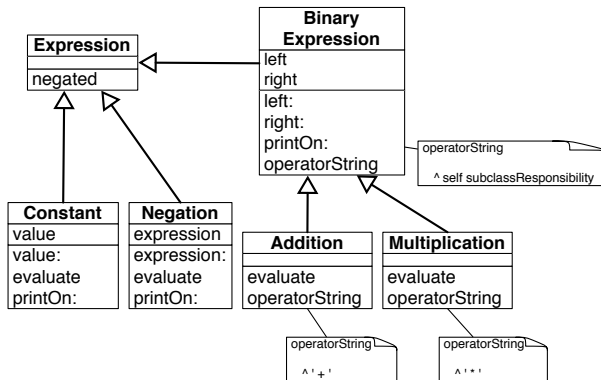 Expression
negated
Binary
Expression
left
right
left:
right:
printOn:
operatorString
operatorString
^ self subclassResponsibility
Constant
value
value:
evaluate
printOn:
Negation
expression
expression:
evaluate
printOn:
Addition
evaluate
operatorString
Multiplication
evaluate
operatorString
operatorString
^ ' + '
operatorString
^ ' * '